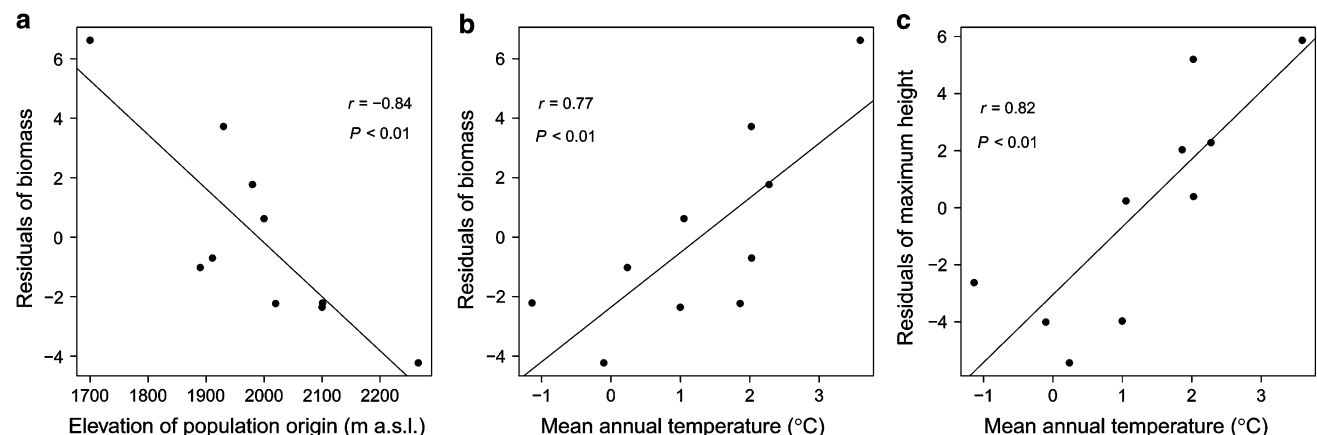 a
Residuals of biomass
6
4
2
0
−2
−4
r = −0.84
P < 0.01
1700 1800 1900 2000 2100 2200
Elevation of population origin (m a.s.l.)
b
Residuals of biomass
6
4
2
0
−2
−4
r = 0.77
P < 0.01
−1 0 1 2 3
Mean annual temperature (°C)
c
Residuals of maximum height
6
4
2
0
−2
−4
r = 0.82
P < 0.01
−1 0 1 2 3
Mean annual temperature (°C)